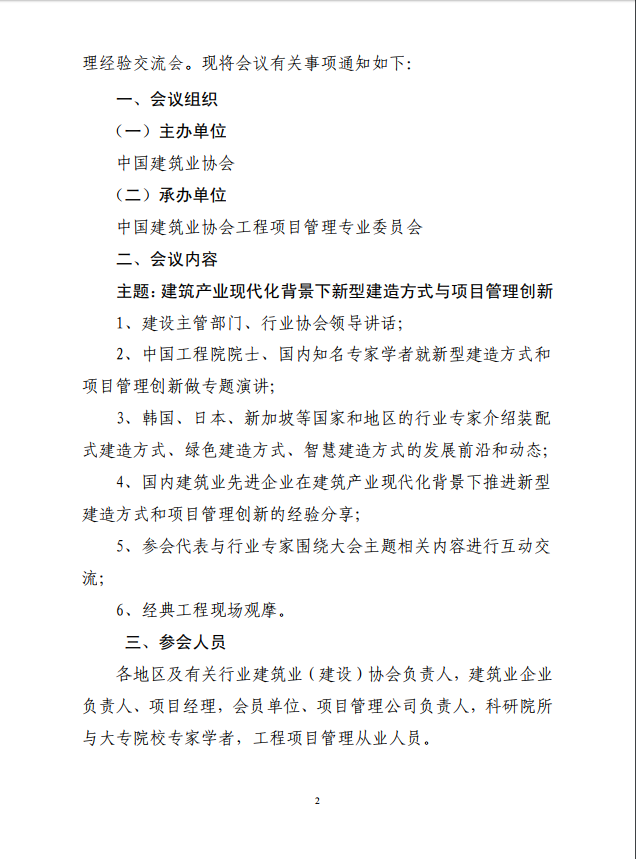 理经验交流会。现将会议有关事项通知如下：
一、会议组织
（一）主办单位
中国建筑业协会
（二）承办单位
中国建筑业协会工程项目管理专业委员会
二、会议内容
主题：建筑产业现代化背景下新型建造方式与项目管理创新
1、建设主管部门、行业协会领导讲话；
2、中国工程院院士、国内知名专家学者就新型建造方式和
项目管理创新做专题演讲；
3、韩国、日本、新加坡等国家和地区的行业专家介绍装配
式建造方式、绿色建造方式、智慧建造方式的发展前沿和动态；
4、国内建筑业先进企业在建筑产业现代化背景下推进新型
建造方式和项目管理创新的经验分享；
5、参会代表与行业专家围绕大会主题相关内容进行互动交
流；
6、经典工程现场观摩。
三、参会人员
各地区及有关行业建筑业（建设）协会负责人，建筑业企业
负责人、项目经理，会员单位、项目管理公司负责人，科研院所
与大专院校专家学者，工程项目管理从业人员。
2